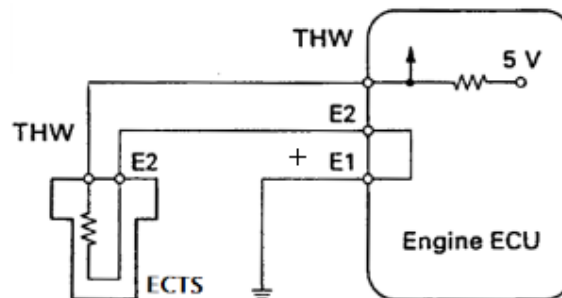 THW
5 V
THW
E2
E2
+ E1
ECTS
Engine ECU